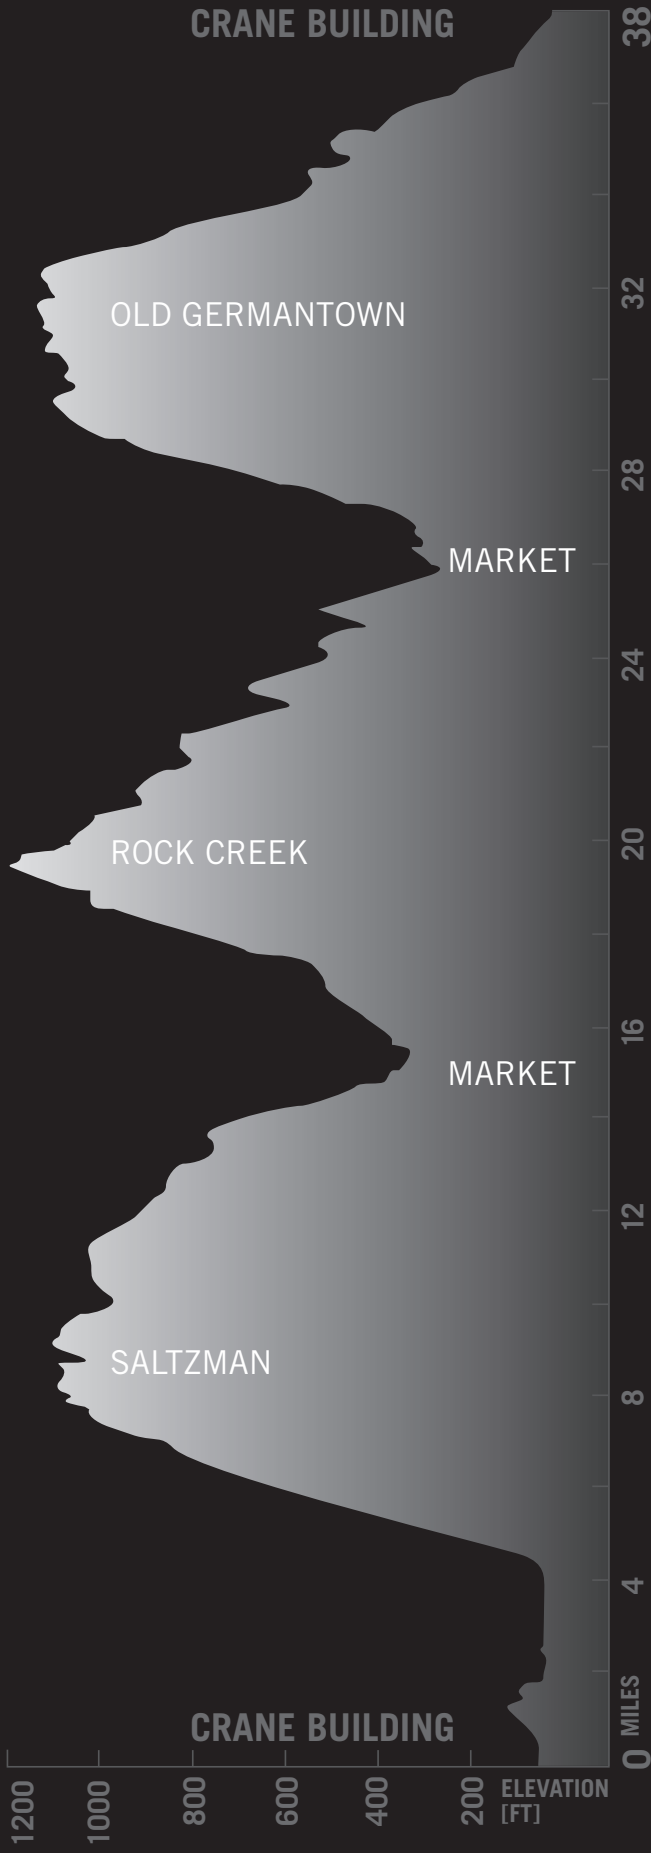 CRANE BUILDING
38
OLD GERMANTOWN
32
28
MARKET
24
ROCK CREEK
20
16
MARKET
12
SALTZMAN
8
4
CRANE BUILDING
0 MILES
1200
1000
800
600
400
200
ELEVATION
[FT]